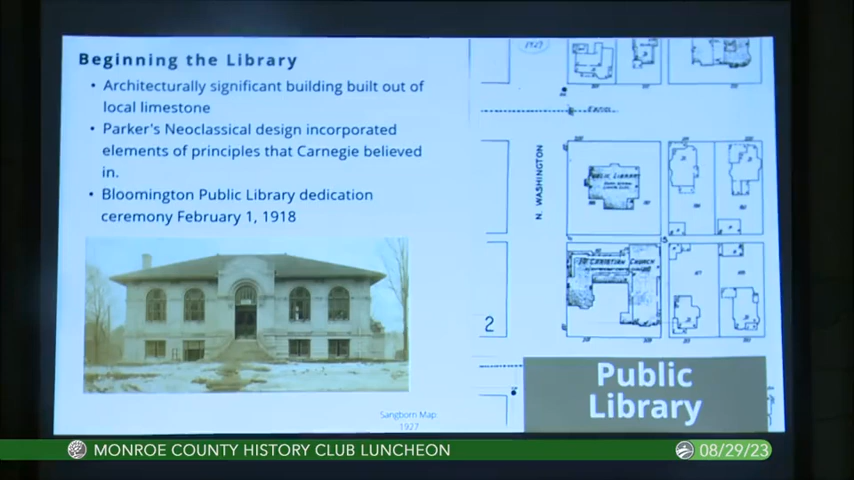 Beginning the Library
• Architecturally significant building built out of
local limestone
• Parker's Neoclassical design incorporated
elements of principles that Carnegie believed
in.
• Bloomington Public Library dedication
ceremony February 1, 1918
1927
N. WASHINGTON
PUBLIC LIBRARY
CHRISTIAN CHURCH
2
Public
Library
Sangborn Map.
1927
MONROE COUNTY HISTORY CLUB LUNCHEON
08/29/23